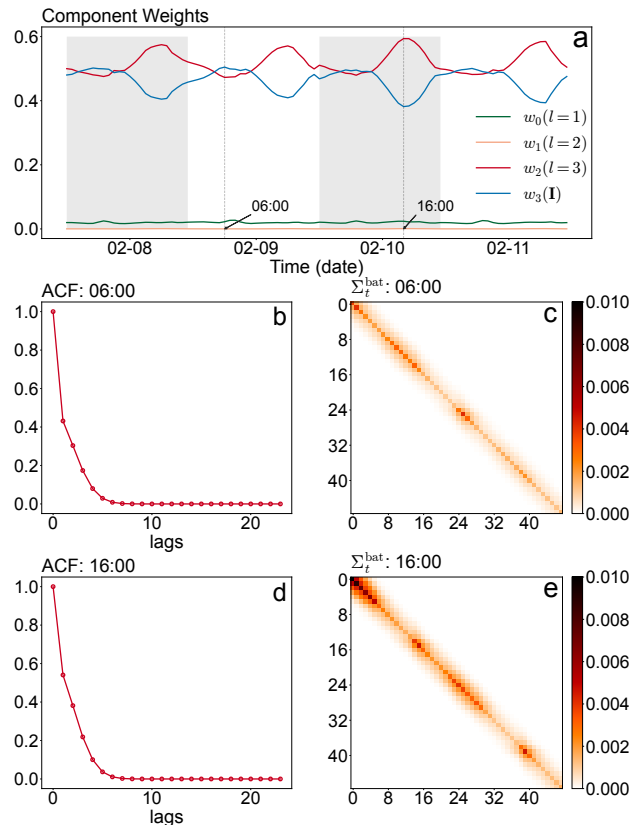 Component Weights
a
0.6
0.4
0.2
0.0
w₀(l=1)
w₁(l=2)
w₂(l=3)
w₃(I)
06:00
16:00
02-08 02-09 02-10 02-11
Time (date)
ACF: 06:00
b
1.0
0.8
0.6
0.4
0.2
0.0
0 10 20
lags
Σₜᵇᵃᵗ: 06:00
c
0
8
16
24
32
40
0 8 16 24 32 40
0.010
0.008
0.006
0.004
0.002
0.000
ACF: 16:00
d
1.0
0.8
0.6
0.4
0.2
0.0
0 10 20
lags
Σₜᵇᵃᵗ: 16:00
e
0
8
16
24
32
40
0 8 16 24 32 40
0.010
0.008
0.006
0.004
0.002
0.000